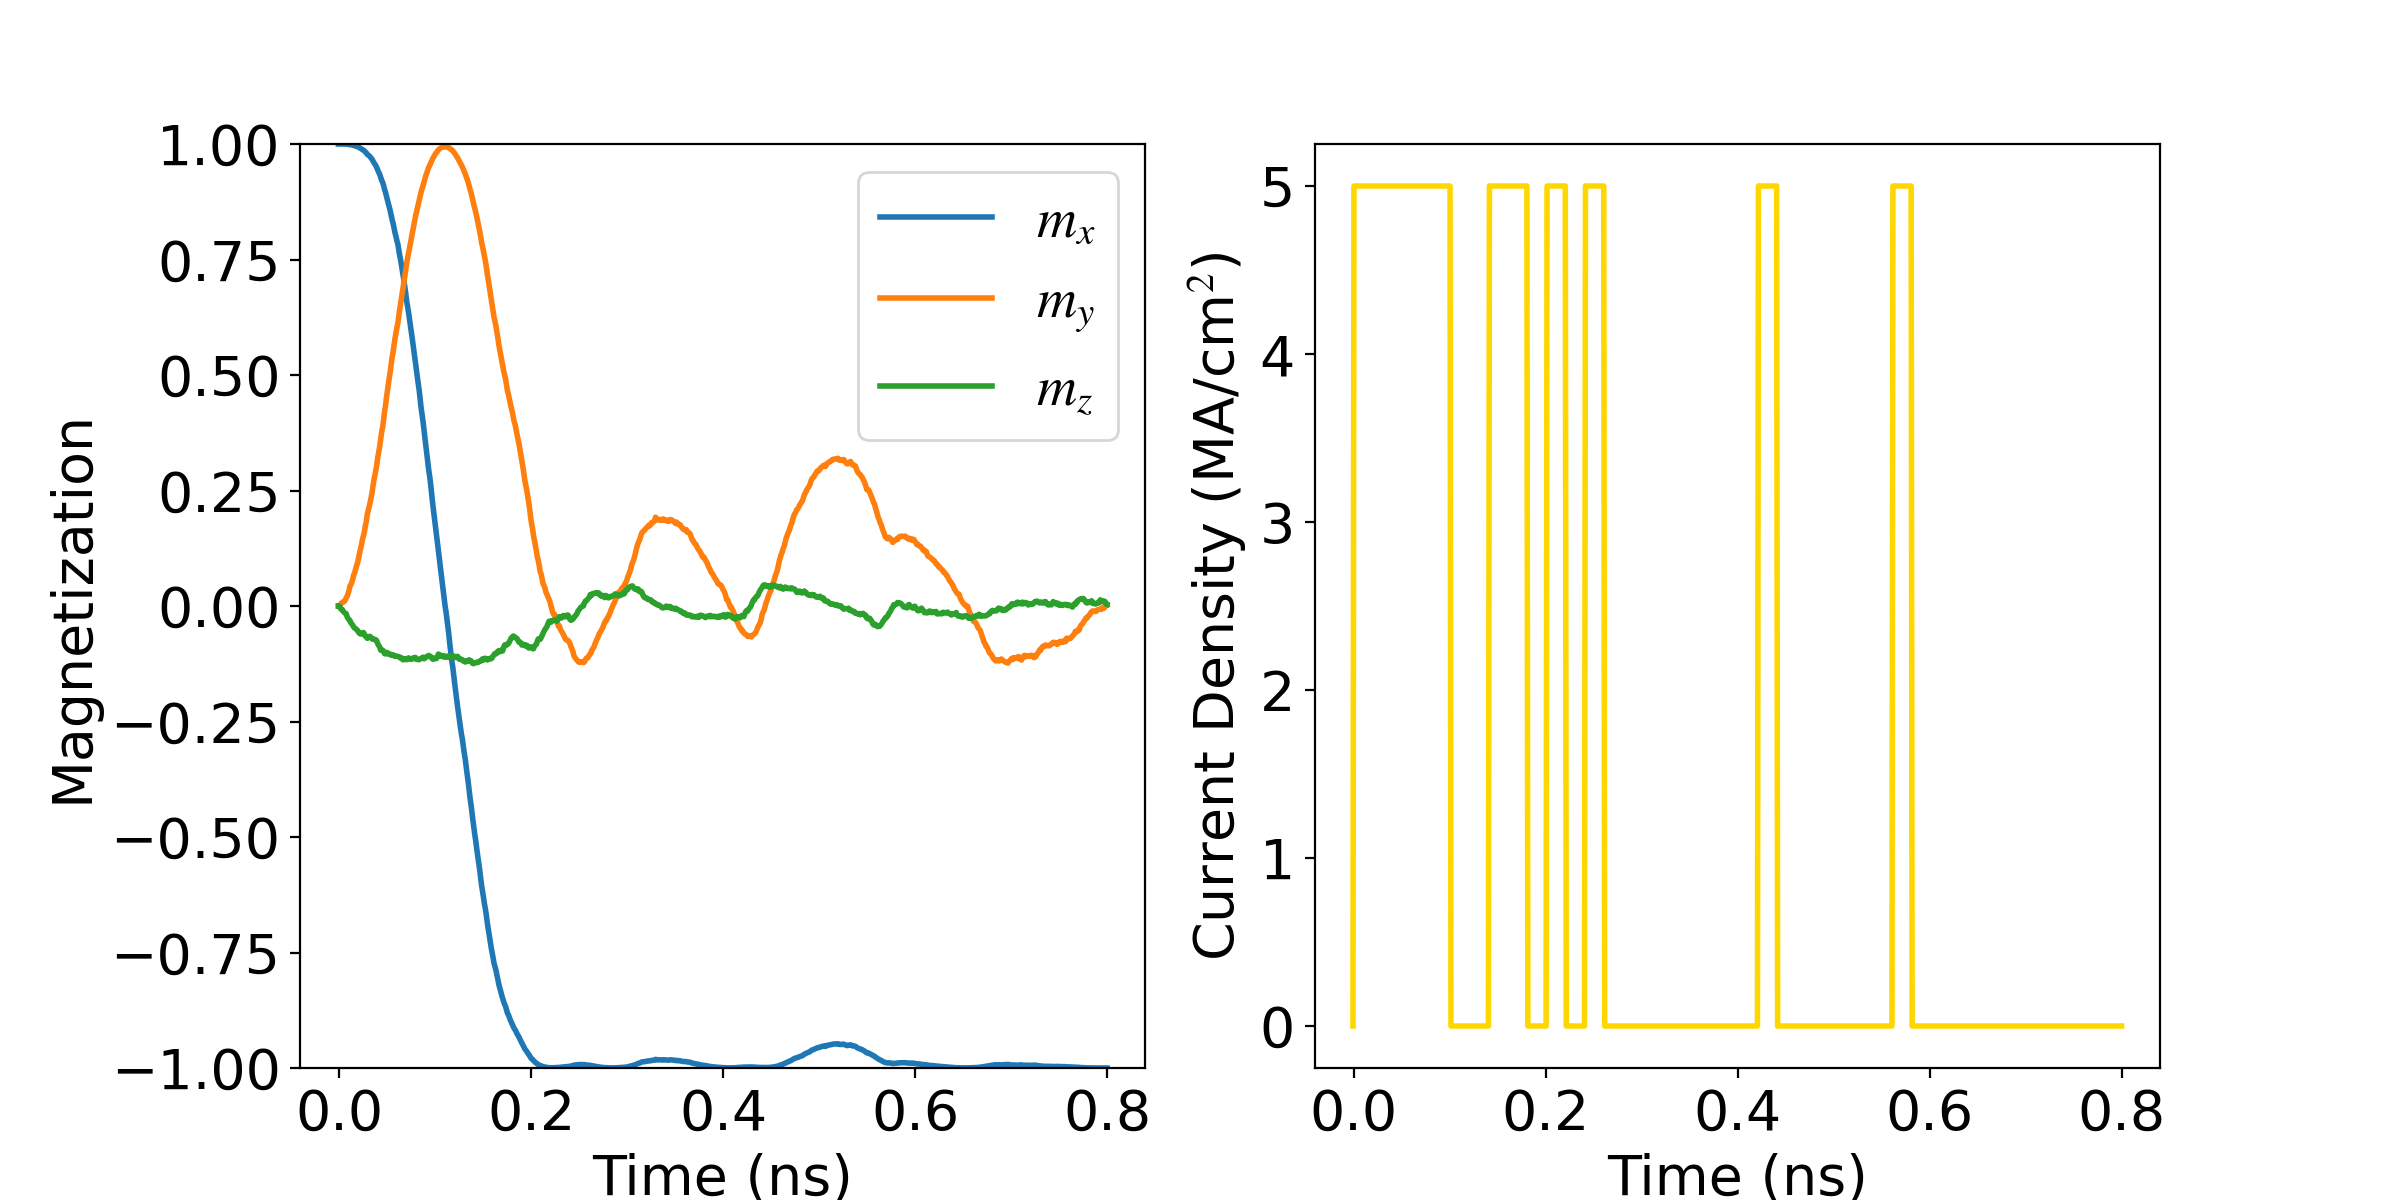 Magnetization
1.00
0.75
0.50
0.25
0.00
−0.25
−0.50
−0.75
−1.00
0.0 0.2 0.4 0.6 0.8
Time (ns)
m_x
m_y
m_z
Current Density (MA/cm²)
5
4
3
2
1
0
0.0 0.2 0.4 0.6 0.8
Time (ns)